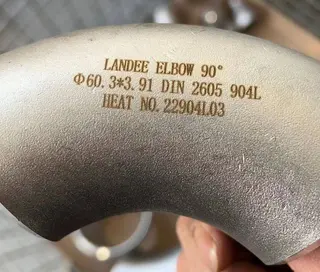 LANDEE ELBOW 90°
Φ60.3*3.91 DIN 2605 904L
HEAT NO.22904L03